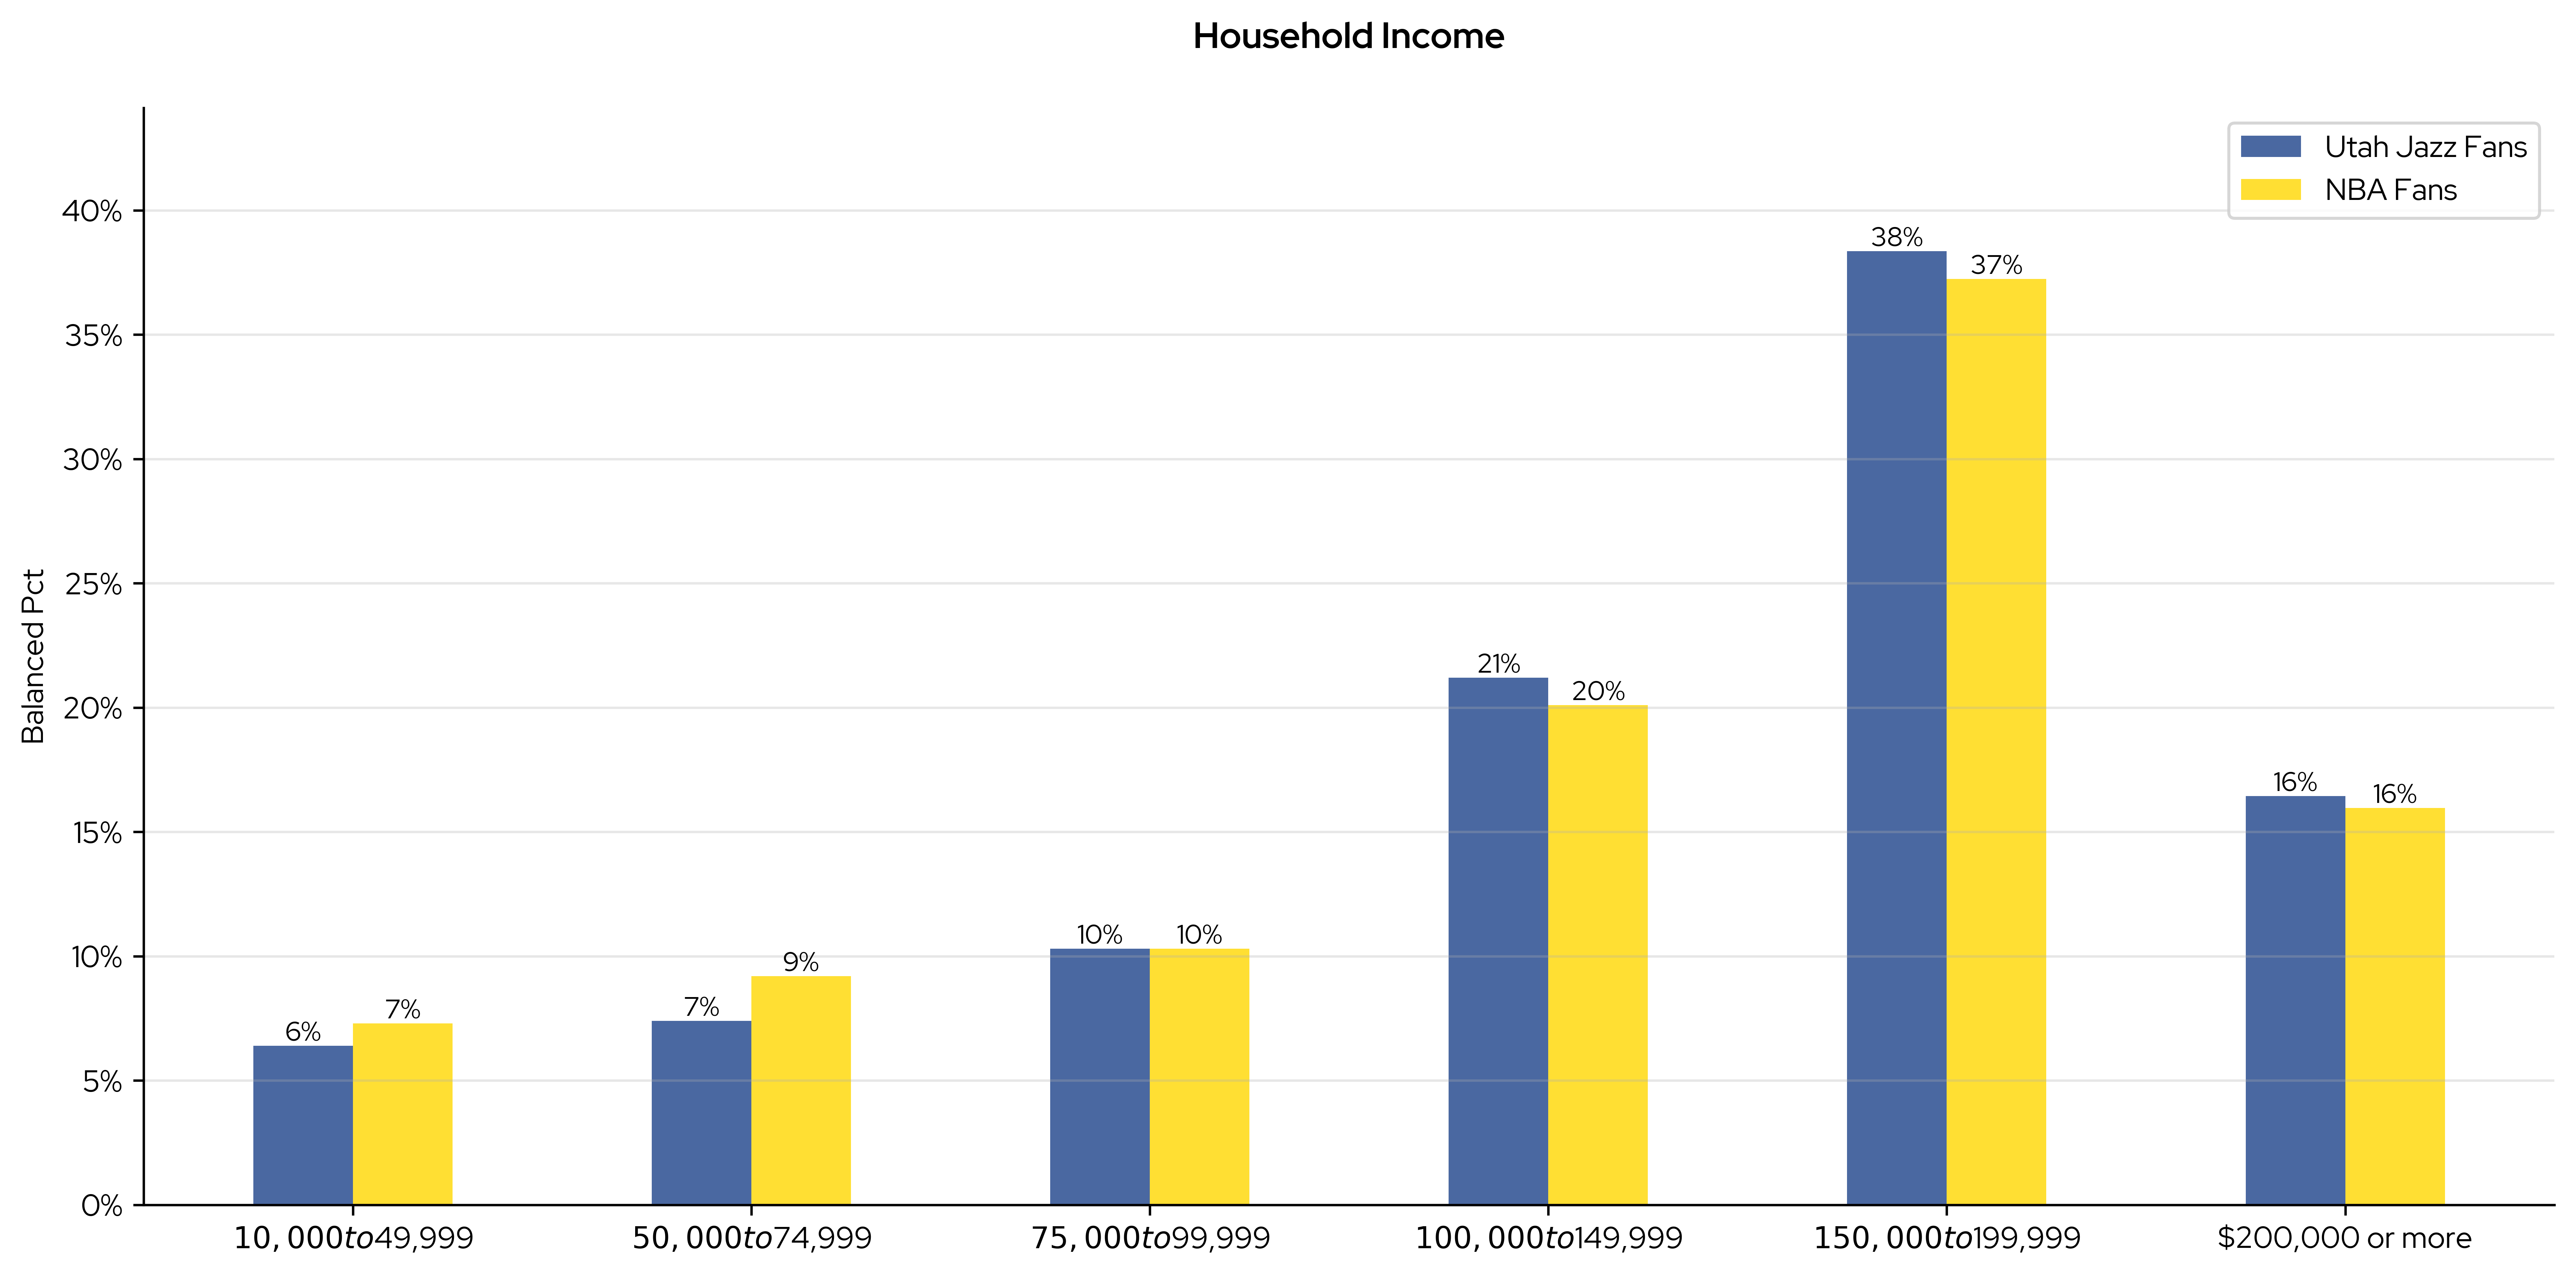 Household Income
Utah Jazz Fans
NBA Fans
Balanced Pct
40%
35%
30%
25%
20%
15%
10%
5%
0%
6%
7%
7%
9%
10%
10%
21%
20%
38%
37%
16%
16%
10,000to49,999
50,000to74,999
75,000to99,999
100,000to149,999
150,000to199,999
$200,000 or more